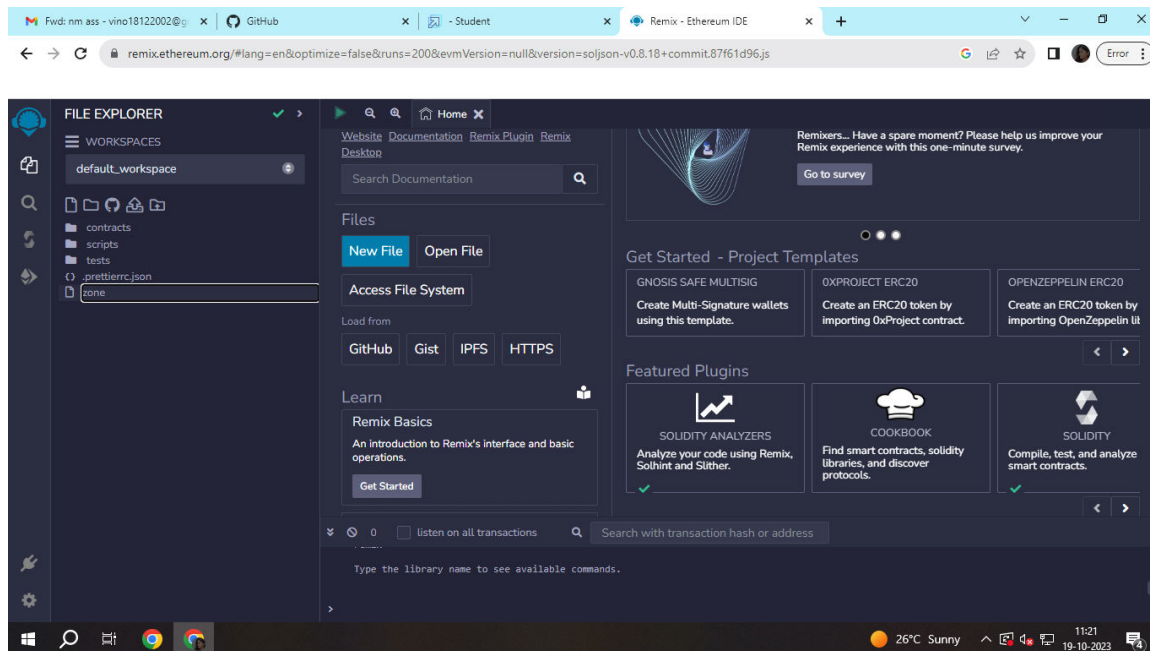 Fwd: nm ass - vino18122002@g
GitHub
- Student
Remix - Ethereum IDE
remix.ethereum.org/#lang=en&optimize=false&runs=200&evmVersion=null&version=soljson-v0.8.18+commit.87f61d96.js
Error
FILE EXPLORER
WORKSPACES
default_workspace
contracts
scripts
tests
.prettierrc.json
zone
Home
Website Documentation Remix Plugin Remix
Desktop
Search Documentation
Files
New File Open File
Access File System
Load from
GitHub Gist IPFS HTTPS
Learn
Remix Basics
An introduction to Remix's interface and basic
operations.
Get Started
Remixers... Have a spare moment? Please help us improve your
Remix experience with this one-minute
survey.
Go to survey
Get Started - Project Templates
GNOSIS SAFE MULTISIG
Create Multi-Signature wallets
using this template.
0XPROJECT ERC20
Create an ERC20 token by
importing 0xProject contract.
OPENZEPPELIN ERC20
Create an ERC20 token by
importing OpenZeppelin lit
Featured Plugins
SOLIDITY ANALYZERS
Analyze your code using Remix,
Solhint and Slither.
COOKBOOK
Find smart contracts, solidity
libraries, and discover
protocols.
SOLIDITY
Compile, test, and analyze
smart contracts.
0 listen on all transactions
Search with transaction hash or address
Type the library name to see available commands.
>
26°C Sunny
11:21
19-10-2023
4